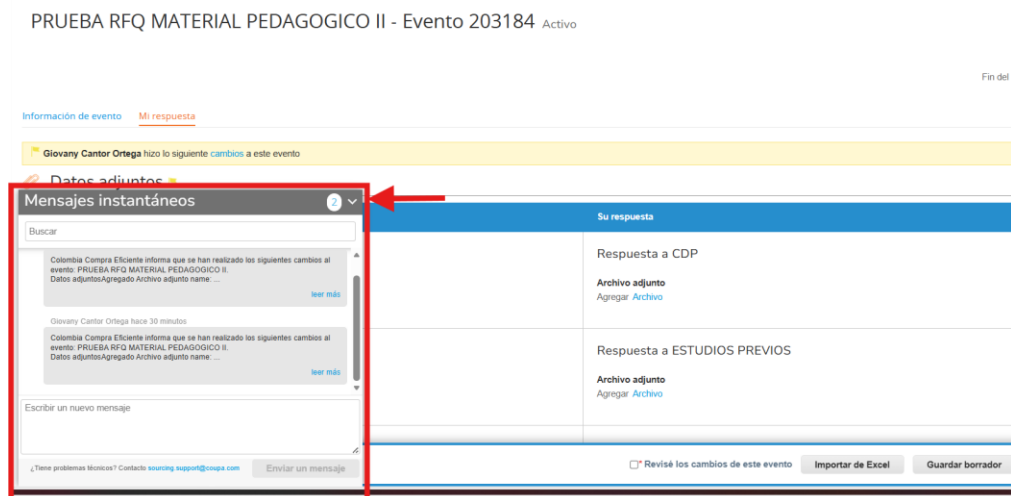 PRUEBA RFQ MATERIAL PEDAGOGICO II - Evento 203184 Activo
Fin del
Información de evento Mi respuesta
Giovany Cantor Ortega hizo lo siguiente cambios a este evento
Datos adjuntos
Mensajes instantáneos 2
Buscar
Colombia Compra Eficiente informa que se han realizado los siguientes cambios al
evento: PRUEBA RFQ MATERIAL PEDAGOGICO II.
Datos adjuntosAgregado Archivo adjunto name: ...
leer más
Giovany Cantor Ortega hace 30 minutos
Colombia Compra Eficiente informa que se han realizado los siguientes cambios al
evento: PRUEBA RFQ MATERIAL PEDAGOGICO II.
Datos adjuntosAgregado Archivo adjunto name: ...
leer más
Escribir un nuevo mensaje
¿Tiene problemas técnicos? Contacto sourcing.support@coupa.com
Enviar un mensaje
Su respuesta
Respuesta a CDP
Archivo adjunto
Agregar Archivo
Respuesta a ESTUDIOS PREVIOS
Archivo adjunto
Agregar Archivo
* Revisé los cambios de este evento Importar de Excel Guardar borrador